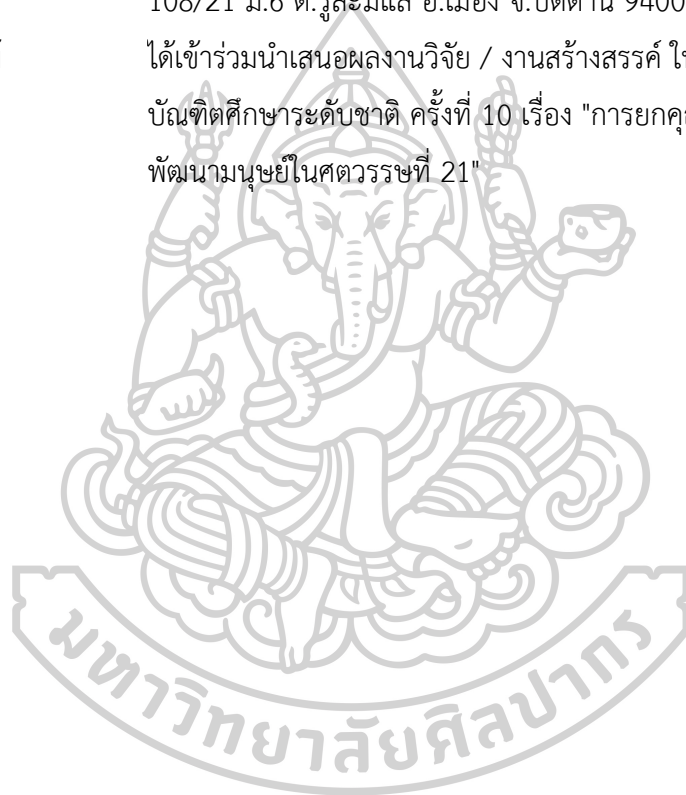 108/21 ม.6 ต.รูสะมิแล อ.เมือง จ.ปัตตานี 9400
ได้เข้าร่วมนำเสนอผลงานวิจัย / งานสร้างสรรค์ ใน
บัณฑิตศึกษาระดับชาติ ครั้งที่ 10 เรื่อง "การยกคุ
พัฒนามนุษย์ในศตวรรษที่ 21"
มหาวิทยาลัยศิลปากร